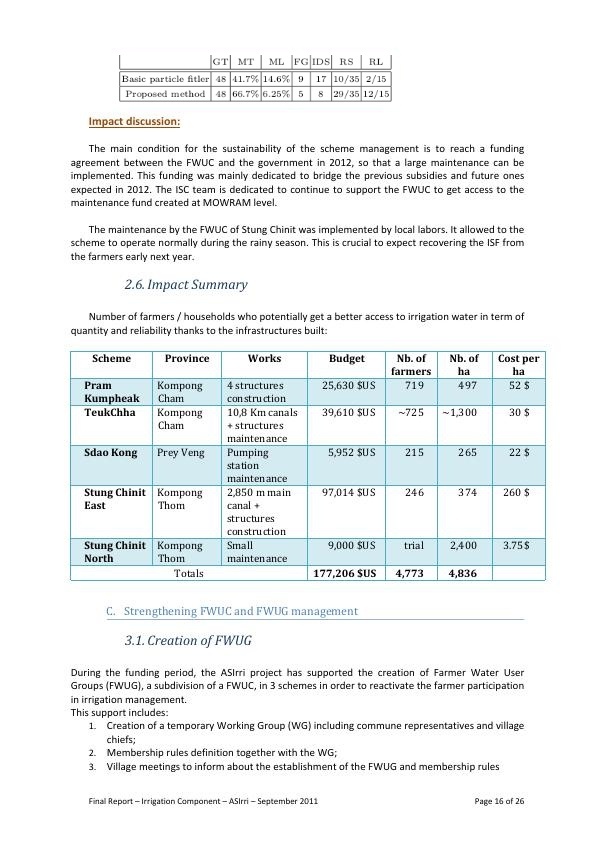 GT MT ML FG IDS RS RL
Basic particle fitler 48 41.7% 14.6% 9 17 10/35 2/15
Proposed method 48 66.7% 6.25% 5 8 29/35 12/15
Impact discussion:
The main condition for the sustainability of the scheme management is to reach a funding
agreement between the FWUC and the government in 2012, so that a large maintenance can be
implemented. This funding was mainly dedicated to bridge the previous subsidies and future ones
expected in 2012. The ISC team is dedicated to continue to support the FWUC to get access to the
maintenance fund created at MOWRAM level.
The maintenance by the FWUC of Stung Chinit was implemented by local labors. It allowed to the
scheme to operate normally during the rainy season. This is crucial to expect recovering the ISF from
the farmers early next year.
2.6. Impact Summary
Number of farmers / households who potentially get a better access to irrigation water in term of
quantity and reliability thanks to the infrastructures built:
Scheme Province Works Budget Nb. of Nb. of Cost per
farmers ha ha
Pram Kompong 4 structures 25,630 $US 719 497 52 $
Kumpheak Cham construction
TeukChha Kompong 10,8 Km canals 39,610 $US ~725 ~1,300 30 $
Cham + structures
maintenance
Sdao Kong Prey Veng Pumping 5,952 $US 215 265 22 $
station
maintenance
Stung Chinit Kompong 2,850 m main 97,014 $US 246 374 260 $
East Thom canal +
structures
construction
Stung Chinit Kompong Small 9,000 $US trial 2,400 3.75 $
North Thom maintenance
Totals 177,206 $US 4,773 4,836
C. Strengthening FWUC and FWUG management
3.1. Creation of FWUG
During the funding period, the ASIrri project has supported the creation of Farmer Water User
Groups (FWUG), a subdivision of a FWUC, in 3 schemes in order to reactivate the farmer participation
in irrigation management.
This support includes:
1. Creation of a temporary Working Group (WG) including commune representatives and village
chiefs;
2. Membership rules definition together with the WG;
3. Village meetings to inform about the establishment of the FWUG and membership rules
Final Report – Irrigation Component – ASIrri – September 2011 Page 16 of 26